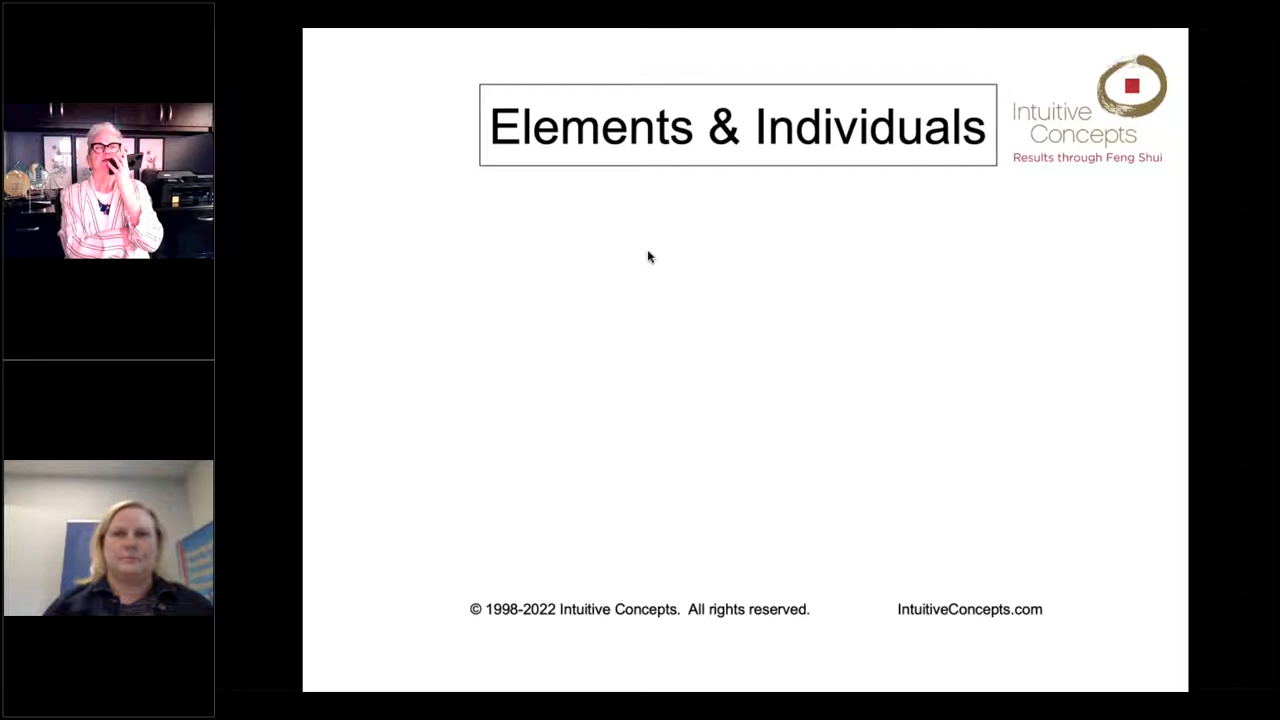 Elements & Individuals
Intuitive
Concepts
Results through Feng Shui
© 1998-2022 Intuitive Concepts. All rights reserved.
IntuitiveConcepts.com